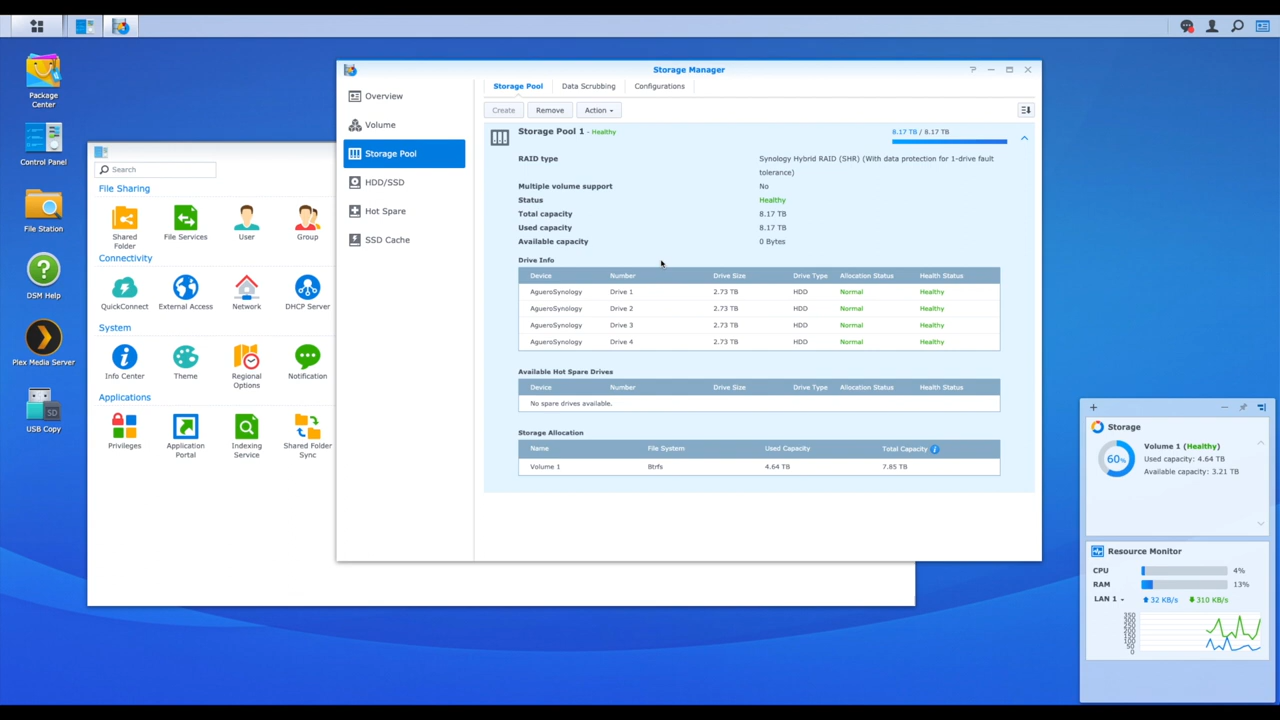 Package
Center
Control Panel
File Station
DSM Help
Plex Media Server
SD
USB Copy
Search
File Sharing
Shared
Folder
File Services
User
Group
Connectivity
QuickConnect
External Access
Network
DHCP Server
System
Info Center
Theme
Regional
Options
Notification
Applications
Privileges
Application
Portal
Indexing
Service
Shared Folder
Sync
Storage Manager
Overview
Volume
Storage Pool
HDD/SSD
Hot Spare
SSD Cache
Storage Pool Data Scrubbing Configurations
Create Remove Action
Storage Pool 1 - Healthy 8.17 TB / 8.17 TB
RAID type Synology Hybrid RAID (SHR) (With data protection for 1-drive fault
tolerance)
Multiple volume support No
Status Healthy
Total capacity 8.17 TB
Used capacity 8.17 TB
Available capacity 0 Bytes
Drive Info
Device Number Drive Size Drive Type Allocation Status Health Status
AgueroSynology Drive 1 2.73 TB HDD Normal Healthy
AgueroSynology Drive 2 2.73 TB HDD Normal Healthy
AgueroSynology Drive 3 2.73 TB HDD Normal Healthy
AgueroSynology Drive 4 2.73 TB HDD Normal Healthy
Available Hot Spare Drives
Device Number Drive Size Drive Type Allocation Status Health Status
No spare drives available.
Storage Allocation
Name File System Used Capacity Total Capacity
Volume 1 Btrfs 4.64 TB 7.85 TB
Storage
60%
Volume 1 (Healthy)
Used capacity: 4.64 TB
Available capacity: 3.21 TB
Resource Monitor
CPU 4%
RAM 13%
LAN 1 32 KB/s 310 KB/s
350
300
250
200
150
100
50
0